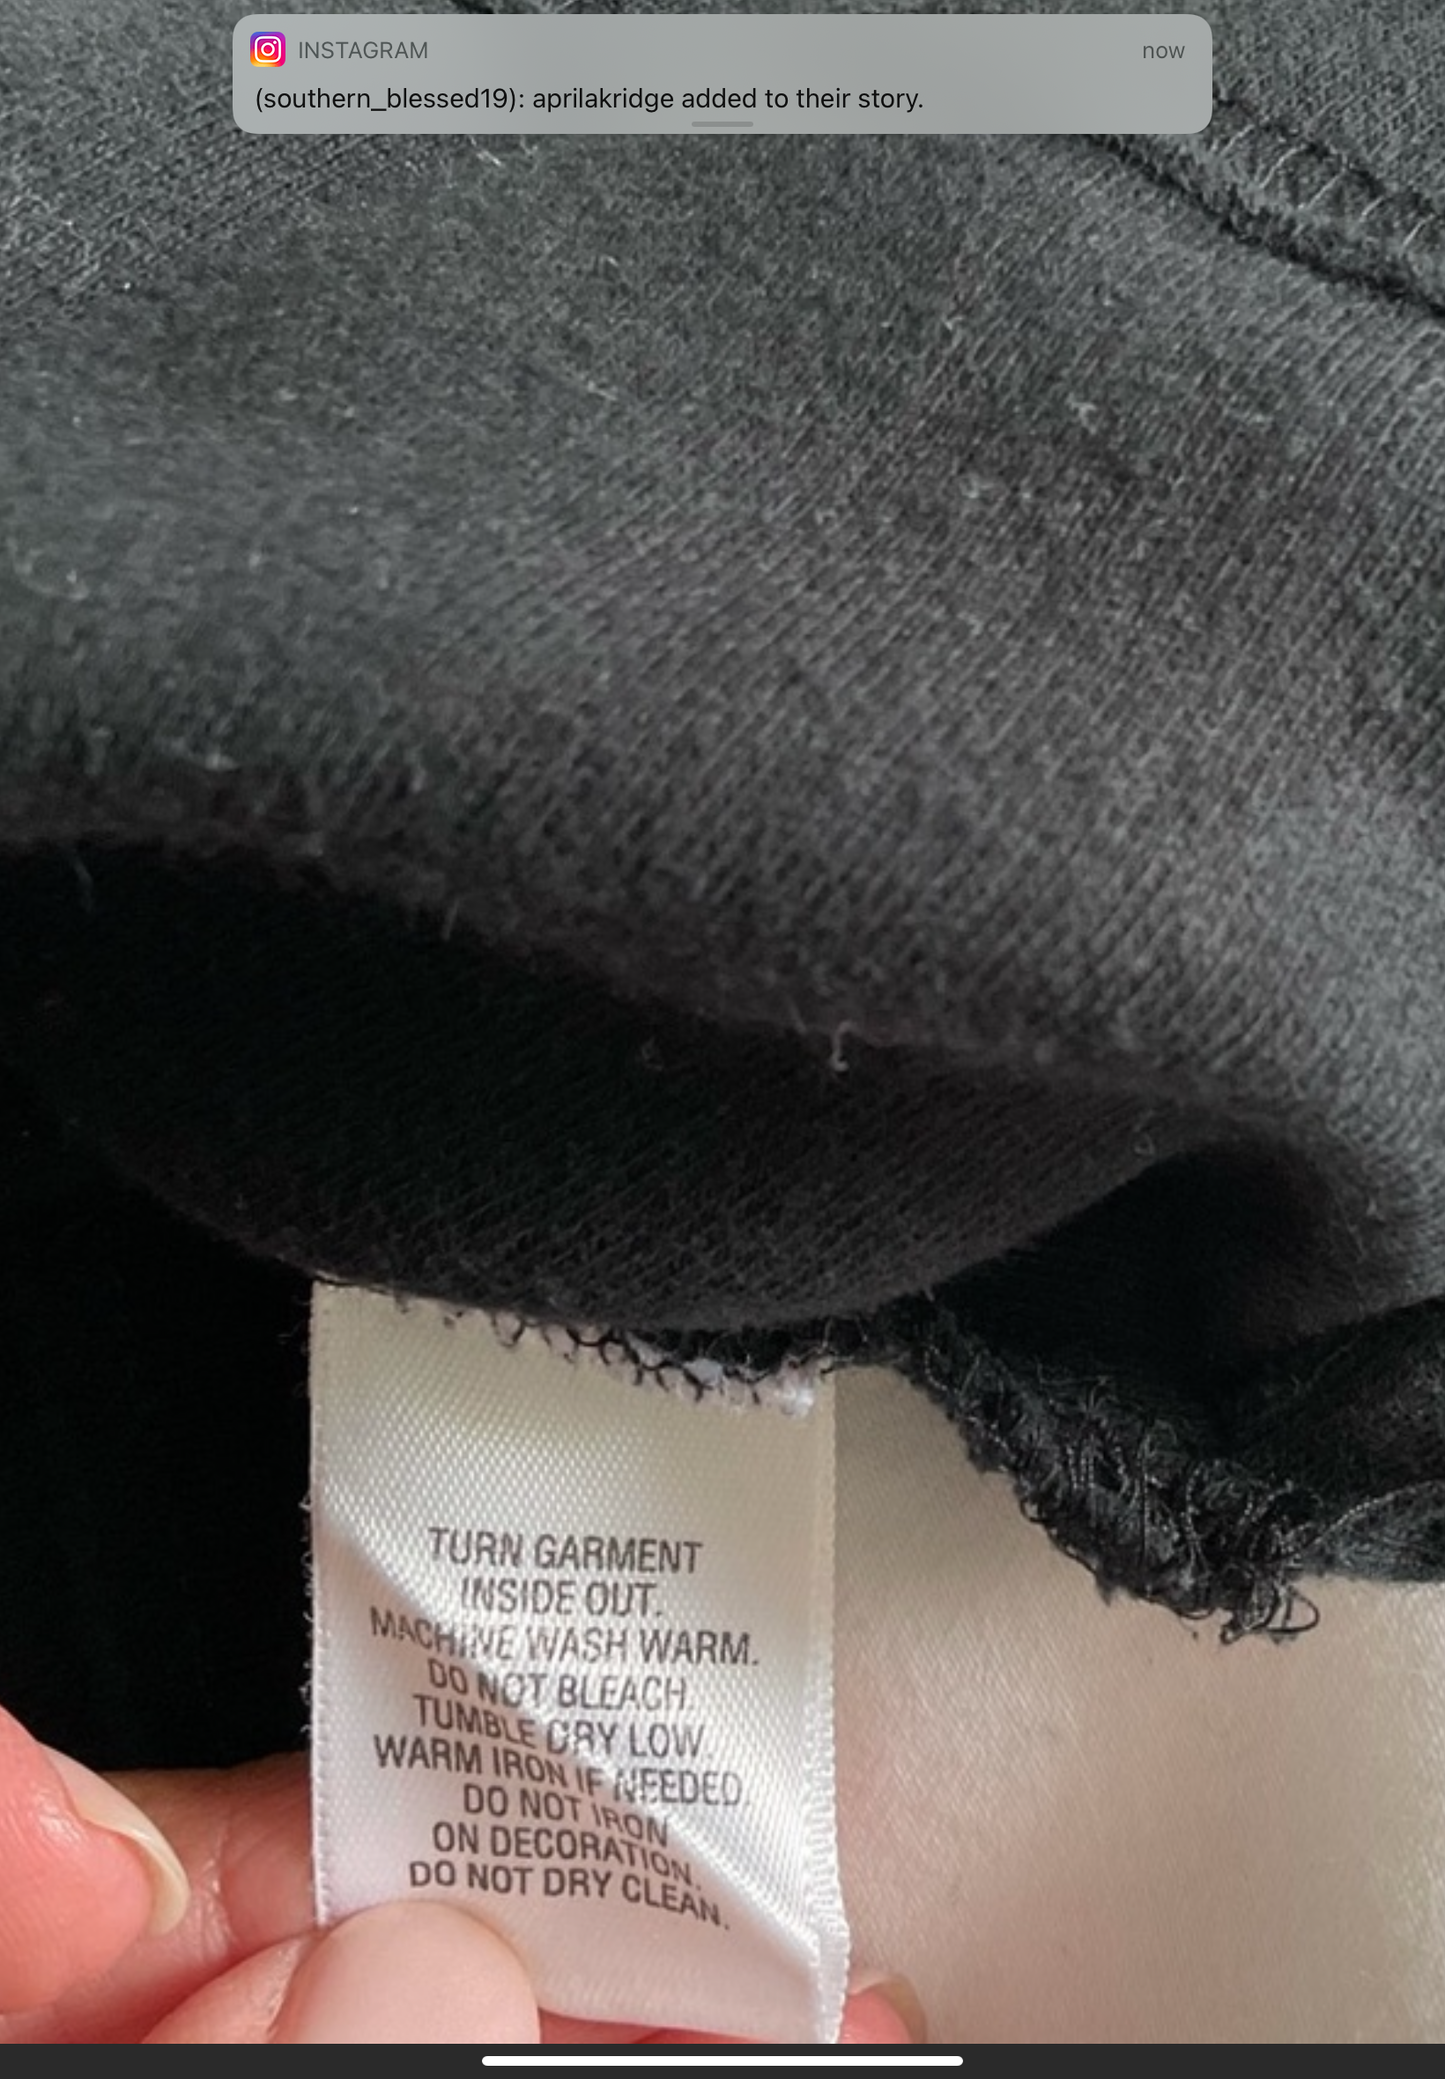 INSTAGRAM now
(southern_blessed19): aprilakridge added to their story.
TURN GARMENT
INSIDE OUT.
MACHINE WASH WARM.
DO NOT BLEACH.
TUMBLE DRY LOW.
WARM IRON IF NEEDED.
DO NOT IRON
ON DECORATION.
DO NOT DRY CLEAN.